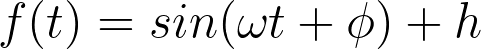 f(t) = sin(ωt + ϕ) + h